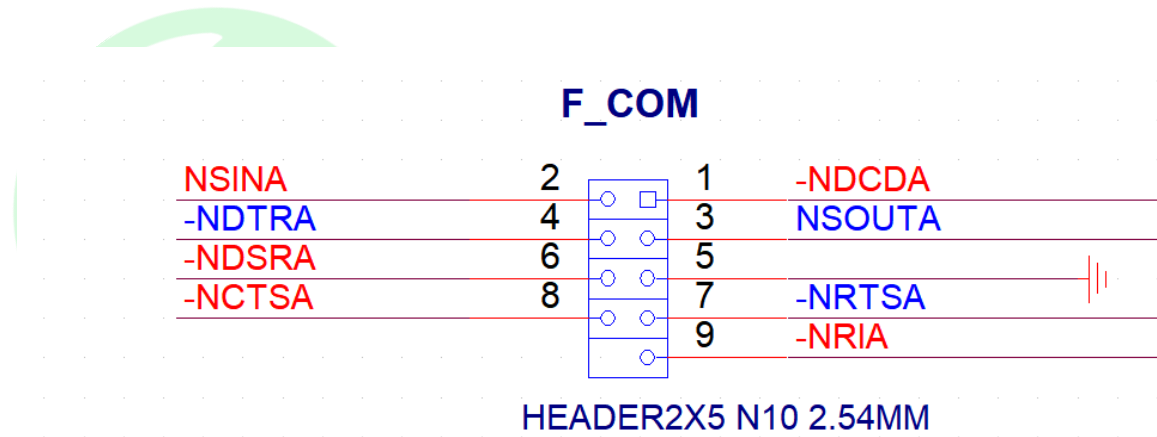 F_COM
NSINA 2 1 -NDCDA
-NDTRA 4 3 NSOUTA
-NDSRA 6 5
-NCTSA 8 7 -NRTSA
9 -NRIA
HEADER2X5 N10 2.54MM